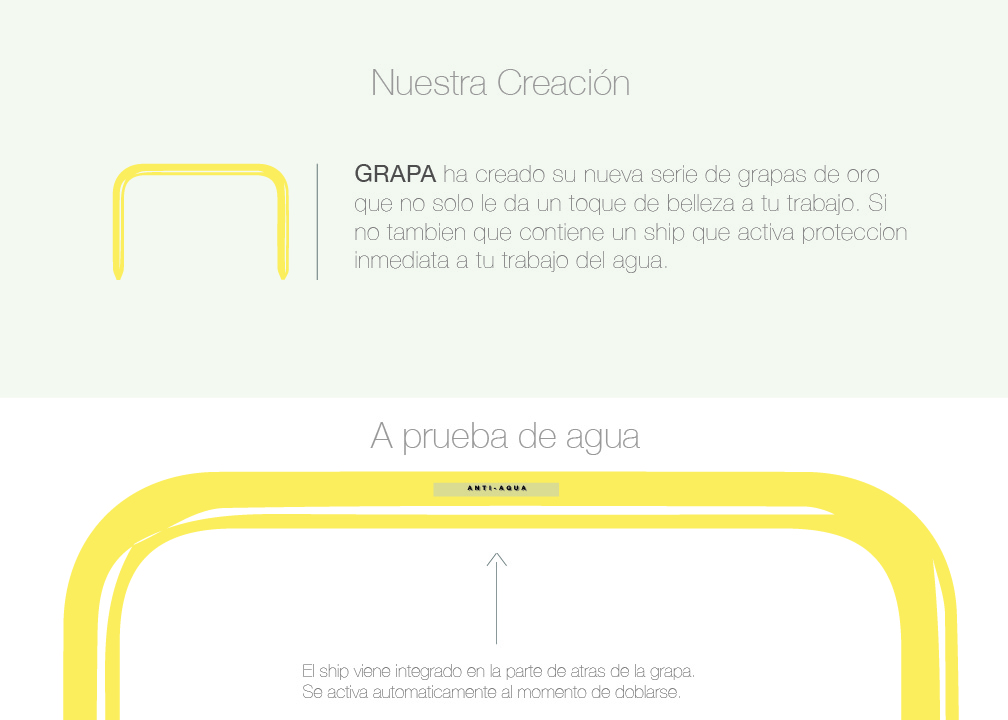 Nuestra Creación
GRAPA ha creado su nueva serie de grapas de oro
que no solo le da un toque de belleza a tu trabajo. Si
no tambien que contiene un ship que activa proteccion
inmediata a tu trabajo del agua.
A prueba de agua
ANTI-AQUA
El ship viene integrado en la parte de atras de la grapa.
Se activa automaticamente al momento de doblarse.